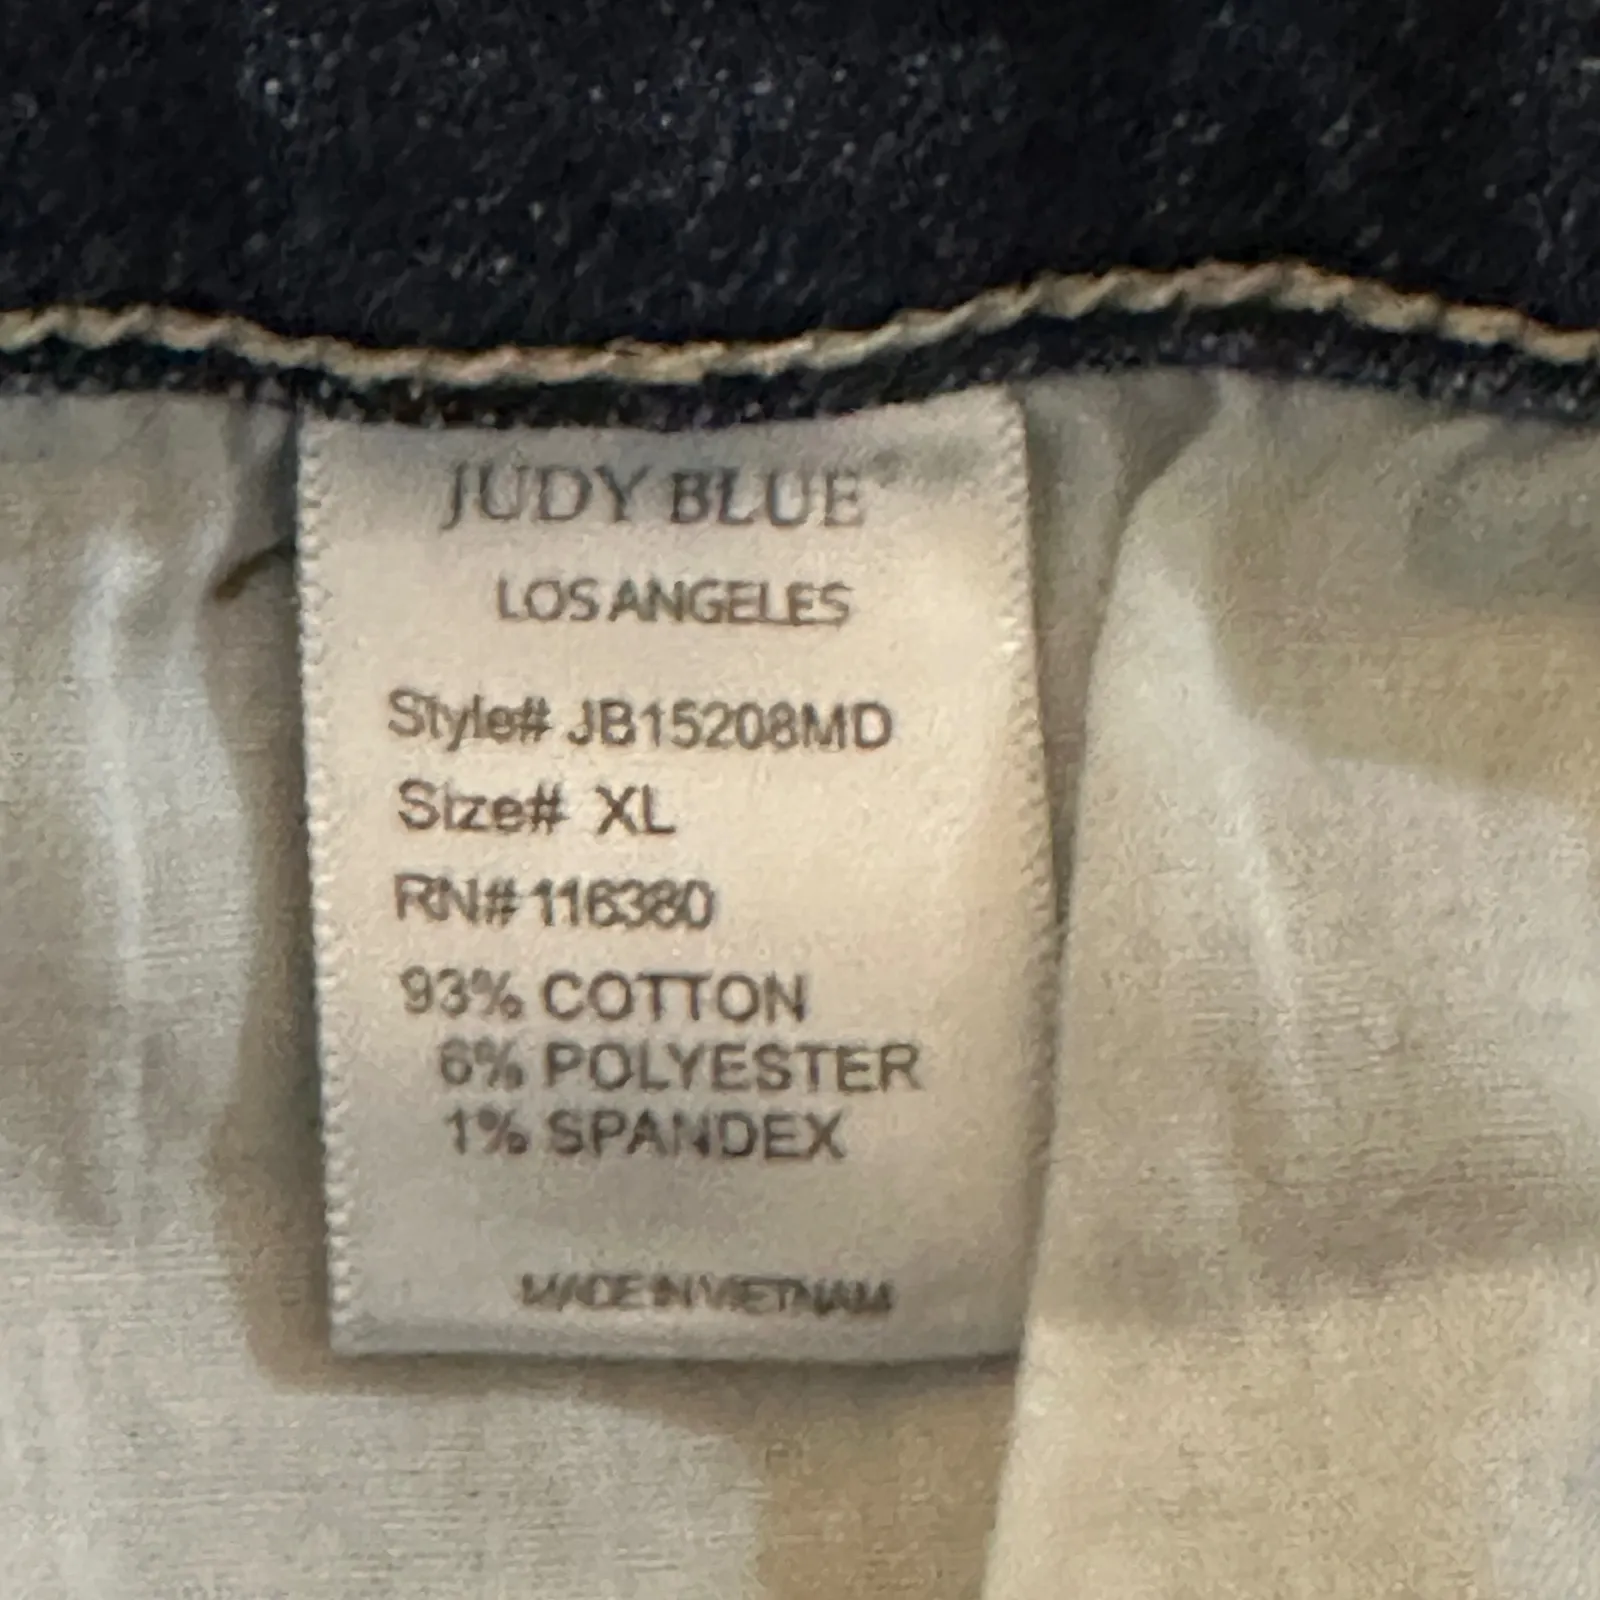 JUDY BLUE
LOS ANGELES
Style# JB15208MD
Size# XL
RN# 116380
93% COTTON
6% POLYESTER
1% SPANDEX
MADE IN VIETNAM